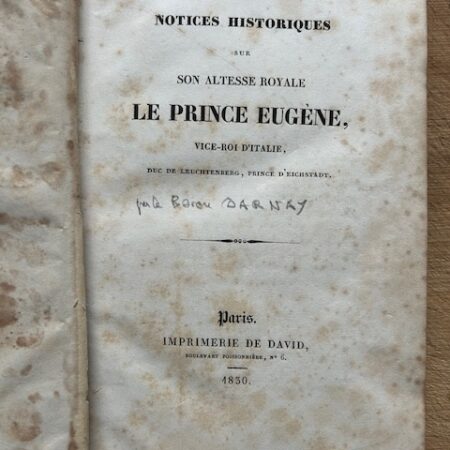 NOTICES HISTORIQUES
SUR
SON ALTESSE ROYALE
LE PRINCE EUGÈNE,
VICE-ROI D'ITALIE,
DUC DE LEUCHTENBERG, PRINCE D'EICHSTÄDT,
par le Baron DARNAY
Paris.
IMPRIMERIE DE DAVID,
BOULEVART POISSONNIÈRE, N° 6.
1830.